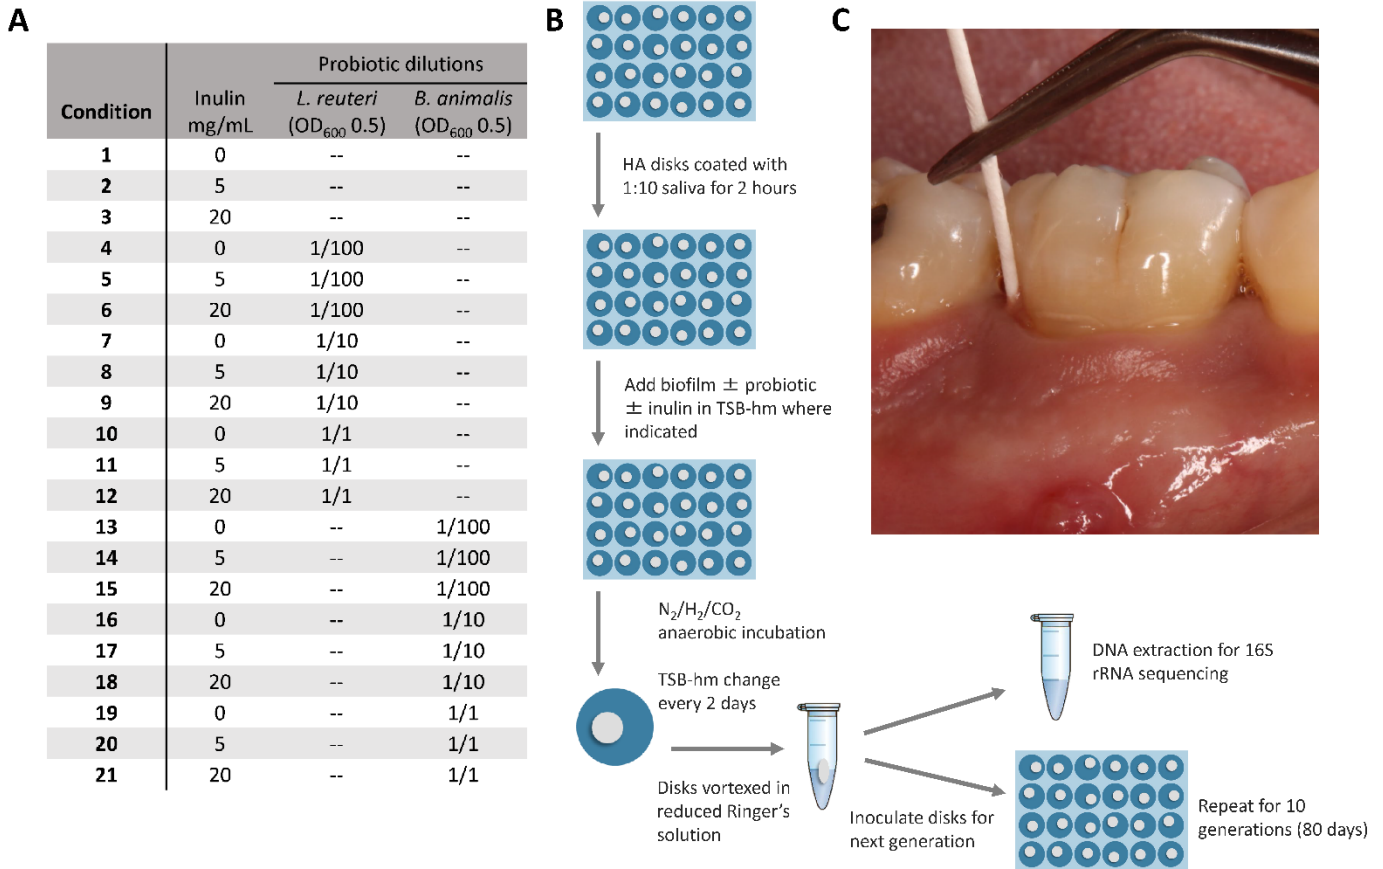 A
Probiotic dilutions
Condition Inulin mg/mL L. reuteri (OD600 0.5) B. animalis (OD600 0.5)
1 0 -- --
2 5 -- --
3 20 -- --
4 0 1/100 --
5 5 1/100 --
6 20 1/100 --
7 0 1/10 --
8 5 1/10 --
9 20 1/10 --
10 0 1/1 --
11 5 1/1 --
12 20 1/1 --
13 0 -- 1/100
14 5 -- 1/100
15 20 -- 1/100
16 0 -- 1/10
17 5 -- 1/10
18 20 -- 1/10
19 0 -- 1/1
20 5 -- 1/1
21 20 -- 1/1
B
HA disks coated with
1:10 saliva for 2 hours
Add biofilm ± probiotic
± inulin in TSB-hm where
indicated
N2/H2/CO2
anaerobic incubation
TSB-hm change
every 2 days
Disks vortexed in
reduced Ringer's
solution
DNA extraction for 16S
rRNA sequencing
Inoculate disks for
next generation
Repeat for 10
generations (80 days)
C